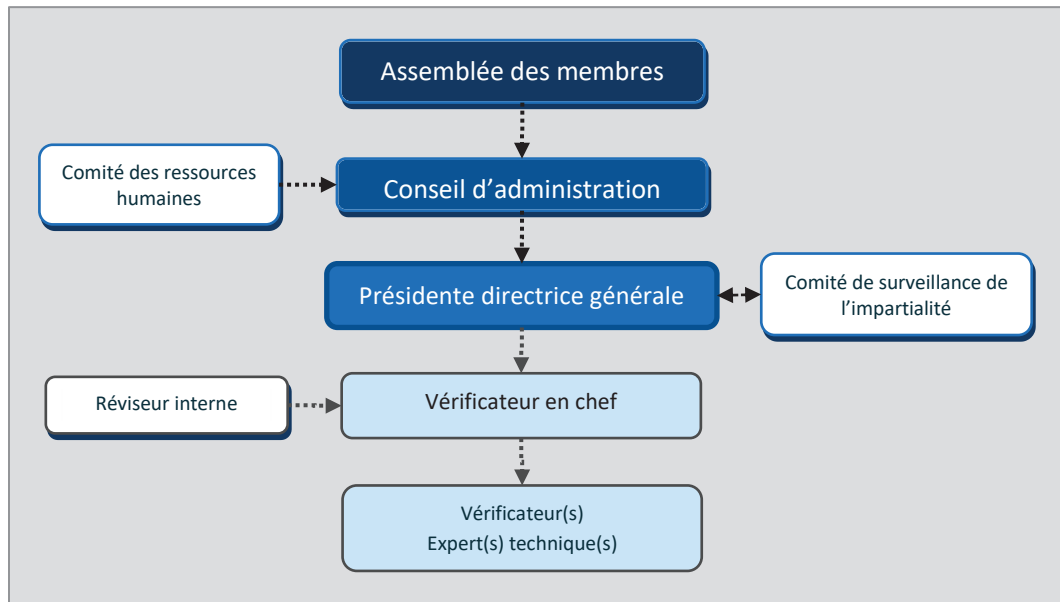 Assemblée des membres
Comité des ressources
humaines
Conseil d’administration
Présidente directrice générale
Comité de surveillance de
l’impartialité
Réviseur interne
Vérificateur en chef
Vérificateur(s)
Expert(s) technique(s)